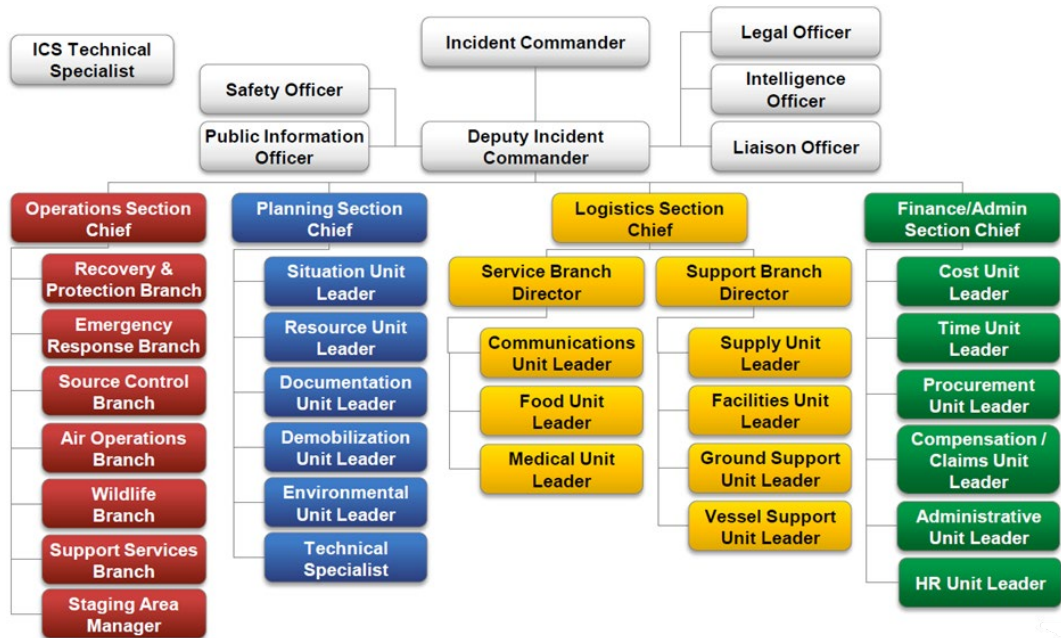 ICS Technical
Specialist
Incident Commander
Legal Officer
Intelligence
Officer
Liaison Officer
Safety Officer
Public Information
Officer
Deputy Incident
Commander
Operations Section
Chief
Recovery &
Protection Branch
Emergency
Response Branch
Source Control
Branch
Air Operations
Branch
Wildlife
Branch
Support Services
Branch
Staging Area
Manager
Planning Section
Chief
Situation Unit
Leader
Resource Unit
Leader
Documentation
Unit Leader
Demobilization
Unit Leader
Environmental
Unit Leader
Technical
Specialist
Logistics Section
Chief
Service Branch
Director
Communications
Unit Leader
Food Unit
Leader
Medical Unit
Leader
Support Branch
Director
Supply Unit
Leader
Facilities Unit
Leader
Ground Support
Unit Leader
Vessel Support
Unit Leader
Finance/Admin
Section Chief
Cost Unit
Leader
Time Unit
Leader
Procurement
Unit Leader
Compensation /
Claims Unit
Leader
Administrative
Unit Leader
HR Unit Leader